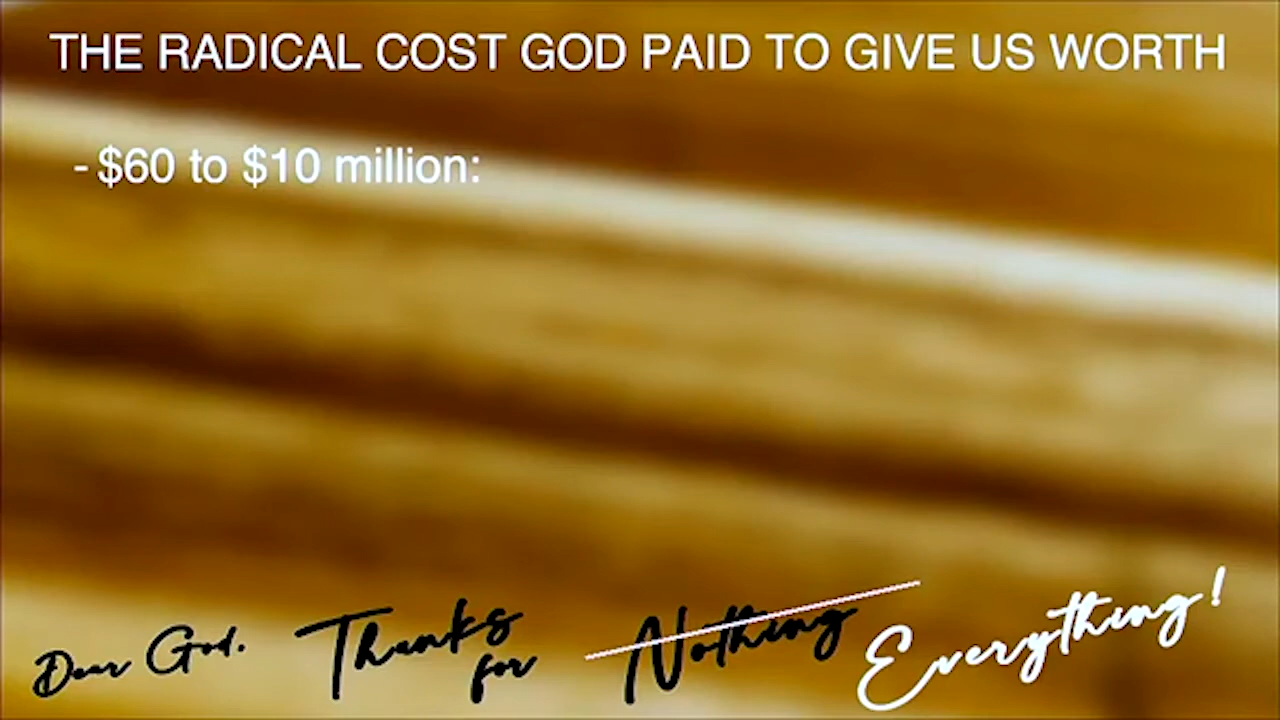 THE RADICAL COST GOD PAID TO GIVE US WORTH
- $60 to $10 million:
Dear God. Thanks for Nothing Everything!